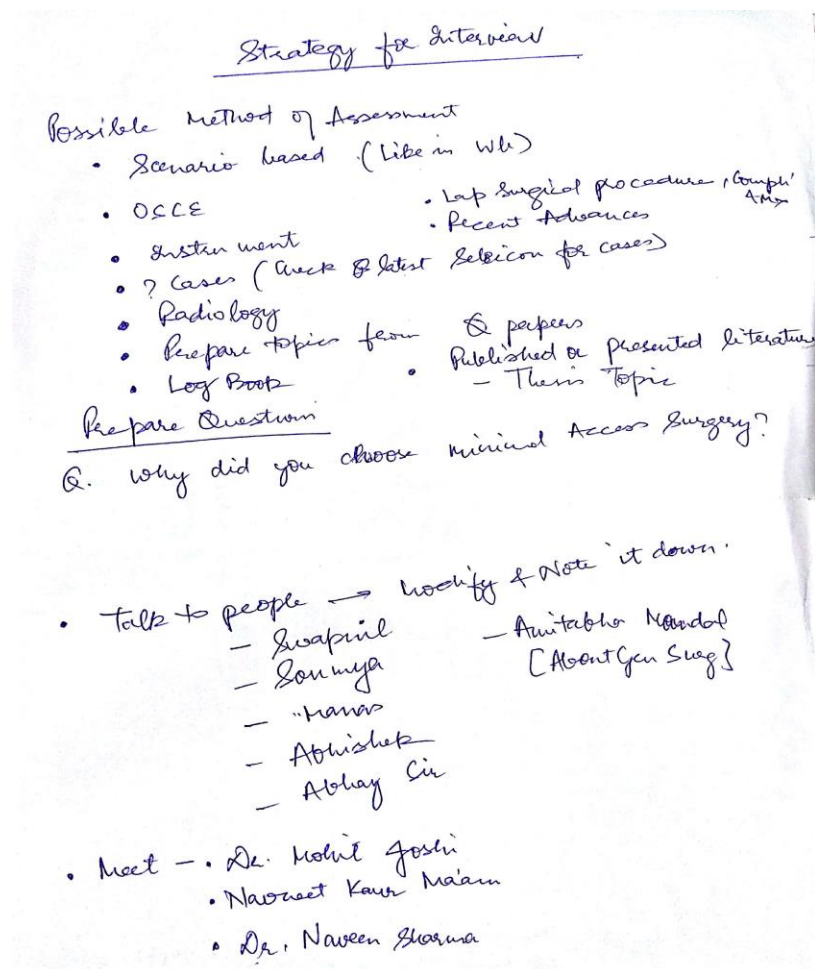 Strategy for Interview
Possible Method of Assessment
• Scenario based (Like in )
• OSCE
• Lap Surgical procedure, Compli'
• Recent Advances
• Instrument
• ? Cases (Check latest for cases)
• Radiology
• Prepare topics from Q papers
• Published or presented literature
- Thesis Topic
• Log Book
Prepare Question
Q. Why did you choose minimal Access Surgery?
• Talk to people → Modify & Note it down.
- Swapnil
- Soumya
- Manas
- Abhishek
- Abhay Sir
- Amitabha Mandal
[About Gen Surg]
• Meet - • Dr. Mohit Joshi
• Navneet Kaur Ma'am
• Dr. Naveen Sharma